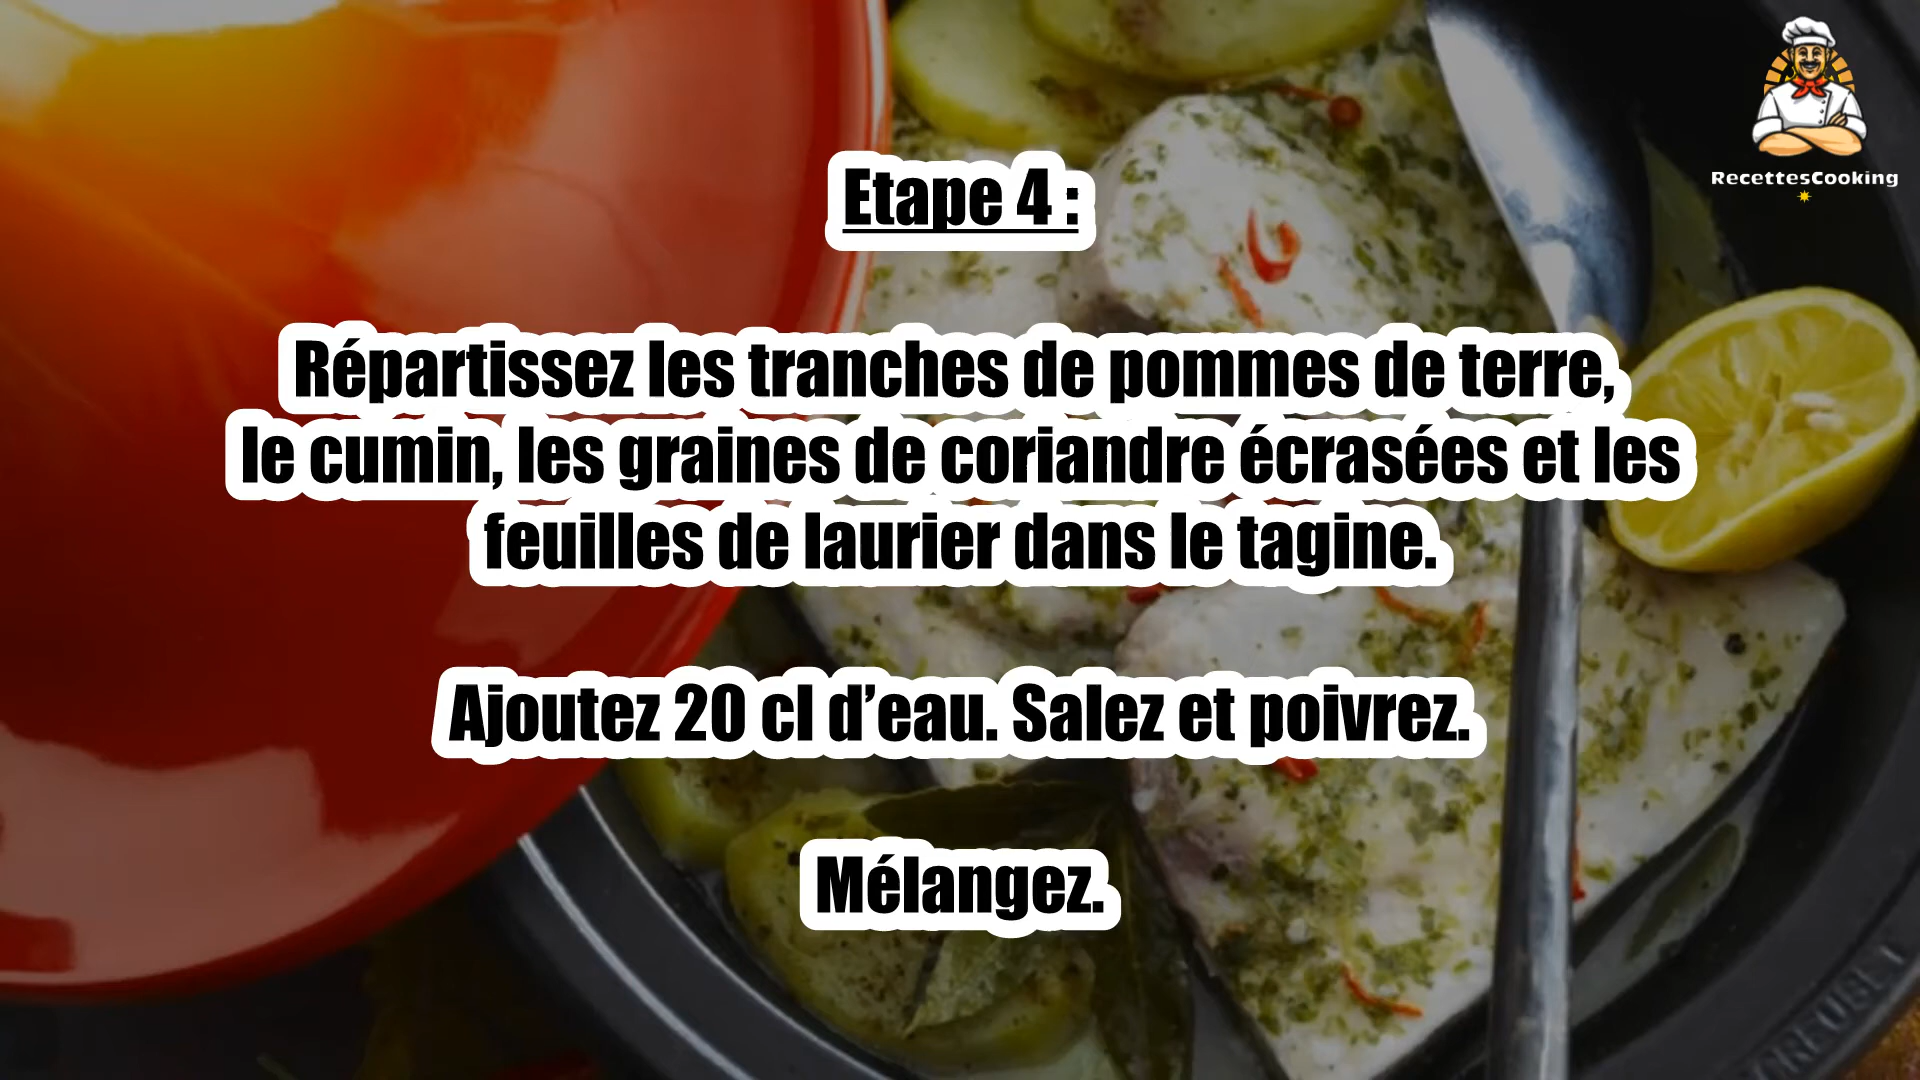 RecettesCooking
Etape 4 :
Répartissez les tranches de pommes de terre,
le cumin, les graines de coriandre écrasées et les
feuilles de laurier dans le tagine.
Ajoutez 20 cl d’eau. Salez et poivrez.
Mélangez.